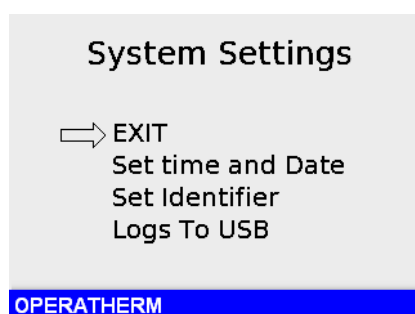 System Settings
EXIT
Set time and Date
Set Identifier
Logs To USB
OPERATHERM